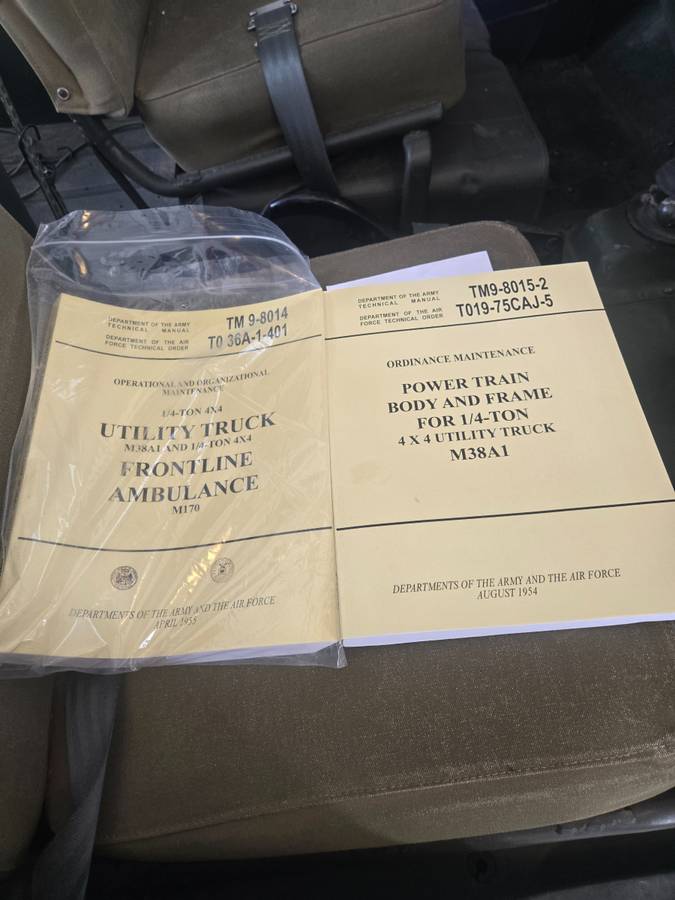 DEPARTMENT OF THE ARMY
TECHNICAL MANUAL
TM 9-8014
DEPARTMENT OF THE AIR
FORCE TECHNICAL ORDER
TO 36A-1-401
OPERATIONAL AND ORGANIZATIONAL
MAINTENANCE
1/4-TON 4X4
UTILITY TRUCK
M38A1 AND 1/4-TON 4X4
FRONTLINE
AMBULANCE
M170
DEPARTMENTS OF THE ARMY AND THE AIR FORCE
APRIL 1955
DEPARTMENT OF THE ARMY
TECHNICAL MANUAL
TM9-8015-2
DEPARTMENT OF THE AIR
FORCE TECHNICAL ORDER
T019-75CAJ-5
ORDINANCE MAINTENANCE
POWER TRAIN
BODY AND FRAME
FOR 1/4-TON
4 X 4 UTILITY TRUCK
M38A1
DEPARTMENTS OF THE ARMY AND THE AIR FORCE
AUGUST 1954